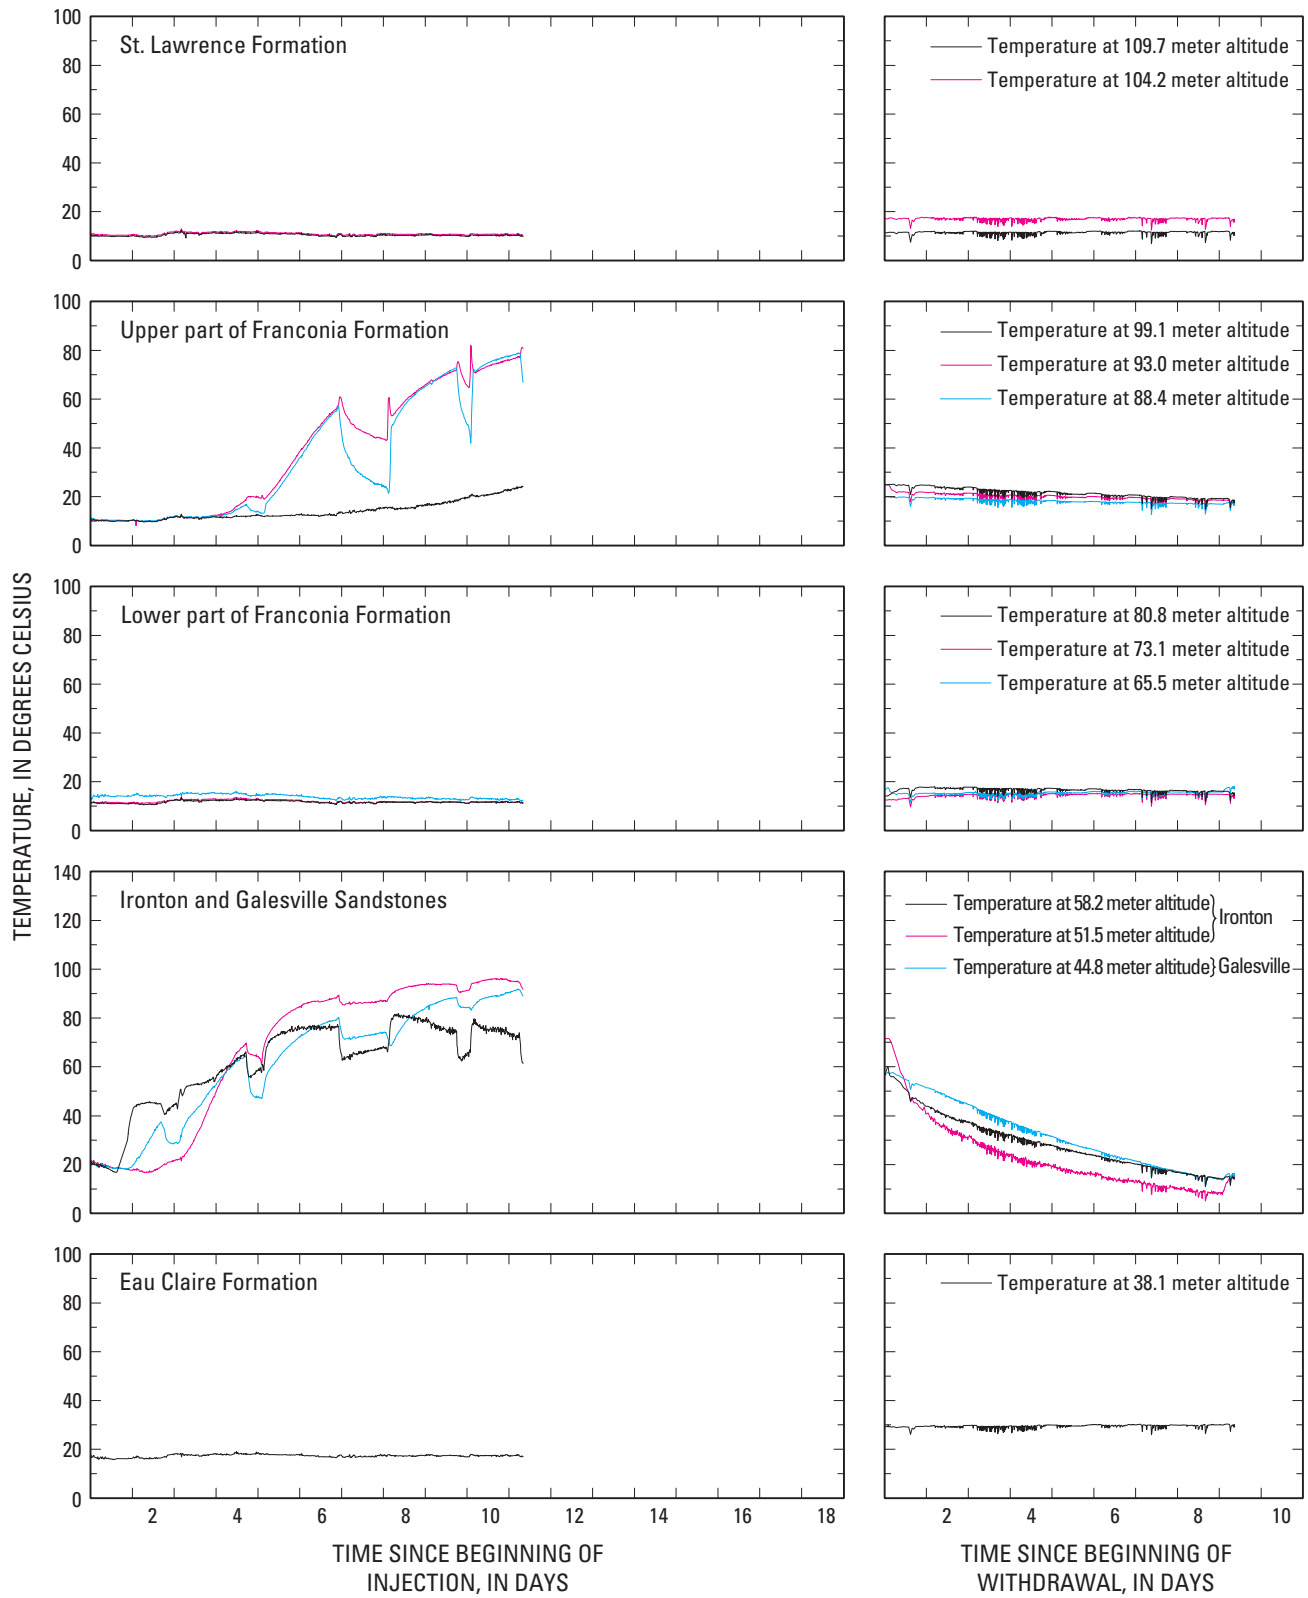 TEMPERATURE, IN DEGREES CELSIUS
100
80
60
40
20
0
St. Lawrence Formation
Temperature at 109.7 meter altitude
Temperature at 104.2 meter altitude
100
80
60
40
20
0
Upper part of Franconia Formation
Temperature at 99.1 meter altitude
Temperature at 93.0 meter altitude
Temperature at 88.4 meter altitude
100
80
60
40
20
0
Lower part of Franconia Formation
Temperature at 80.8 meter altitude
Temperature at 73.1 meter altitude
Temperature at 65.5 meter altitude
140
120
100
80
60
40
20
0
Ironton and Galesville Sandstones
Temperature at 58.2 meter altitude
Temperature at 51.5 meter altitude
} Ironton
Temperature at 44.8 meter altitude} Galesville
100
80
60
40
20
0
Eau Claire Formation
Temperature at 38.1 meter altitude
2 4 6 8 10 12 14 16 18
2 4 6 8 10
TIME SINCE BEGINNING OF
INJECTION, IN DAYS
TIME SINCE BEGINNING OF
WITHDRAWAL, IN DAYS